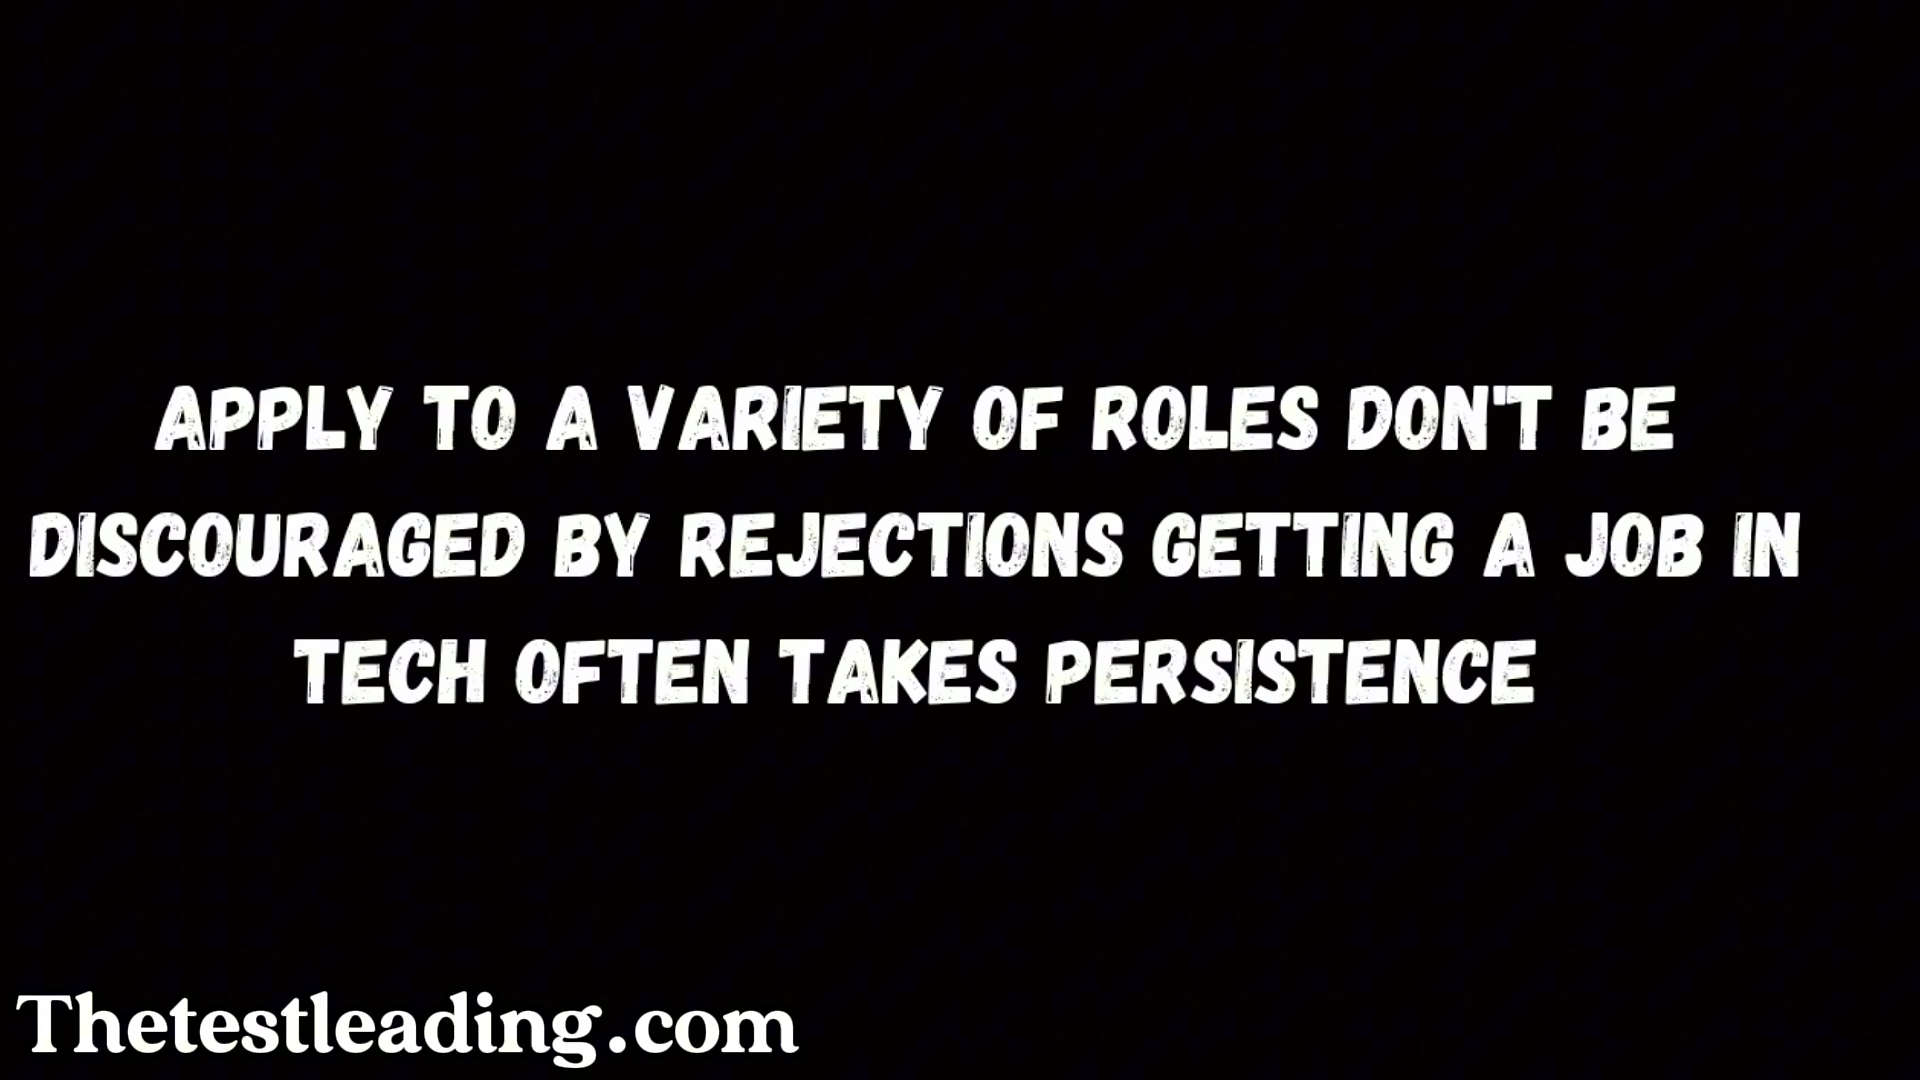 APPLY TO A VARIETY OF ROLES DON'T BE
DISCOURAGED BY REJECTIONS GETTING A JOB IN
TECH OFTEN TAKES PERSISTENCE
Thetestleading.com